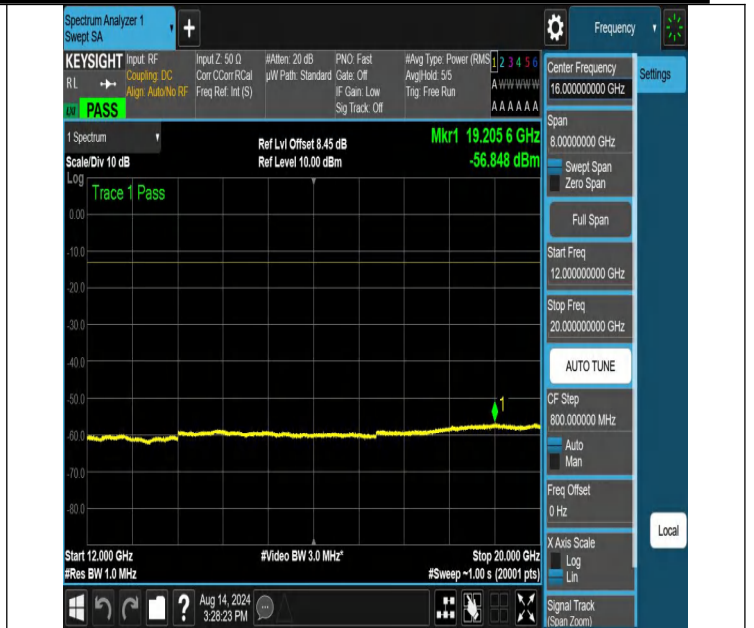 Spectrum Analyzer 1
Swept SA
+
Frequency
KEYSIGHT
RL
PASS
Input: RF
Coupling: DC
Align: Auto/No RF
Input Z: 50 Ω
Corr CCorr RCal
Freq Ref: Int (S)
#Atten: 20 dB
µW Path: Standard
PNO: Fast
Gate: Off
IF Gain: Low
Sig Track: Off
#Avg Type: Power (RMS)
Avg|Hold: 5/5
Trig: Free Run
1 2 3 4 5 6
A W W W W W
A A A A A A
Settings
1 Spectrum
Scale/Div 10 dB
Ref Lvl Offset 8.45 dB
Ref Level 10.00 dBm
Mkr1 19.205 6 GHz
-56.848 dBm
Log
Trace 1 Pass
0.00
-10.0
-20.0
-30.0
-40.0
-50.0
-60.0
-70.0
-80.0
1
Start 12.000 GHz
#Res BW 1.0 MHz
#Video BW 3.0 MHz*
Stop 20.000 GHz
#Sweep ~1.00 s (20001 pts)
Center Frequency
16.000000000 GHz
Span
8.00000000 GHz
Swept Span
Zero Span
Full Span
Start Freq
12.000000000 GHz
Stop Freq
20.000000000 GHz
AUTO TUNE
CF Step
800.000000 MHz
Auto
Man
Freq Offset
0 Hz
X Axis Scale
Log
Lin
Signal Track
(Span Zoom)
Local
?
Aug 14, 2024
3:28:23 PM